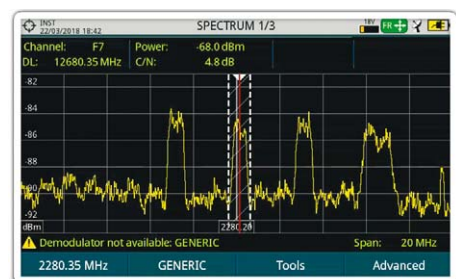 INST
22/03/2018 18:42
SPECTRUM 1/3
18V
FR
Channel: F7 Power: -68.0 dBm
DL: 12680.35 MHz C/N: 4.8 dB
-82
-84
-86
-88
-90
-92
dBm
2280.20
Demodulator not available: GENERIC Span: 20 MHz
2280.35 MHz GENERIC Tools Advanced